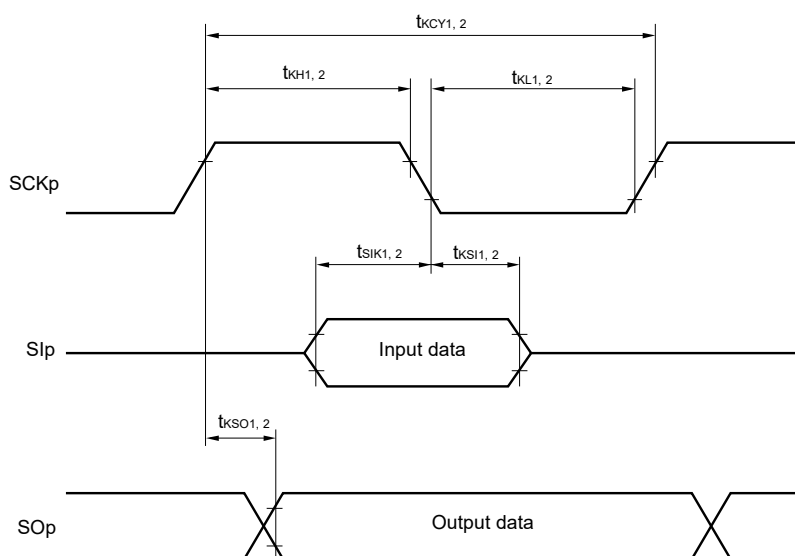 tKCY1, 2
tKH1, 2
tKL1, 2
SCKp
tSIK1, 2
tKSI1, 2
SIp
Input data
tKSO1, 2
SOp
Output data